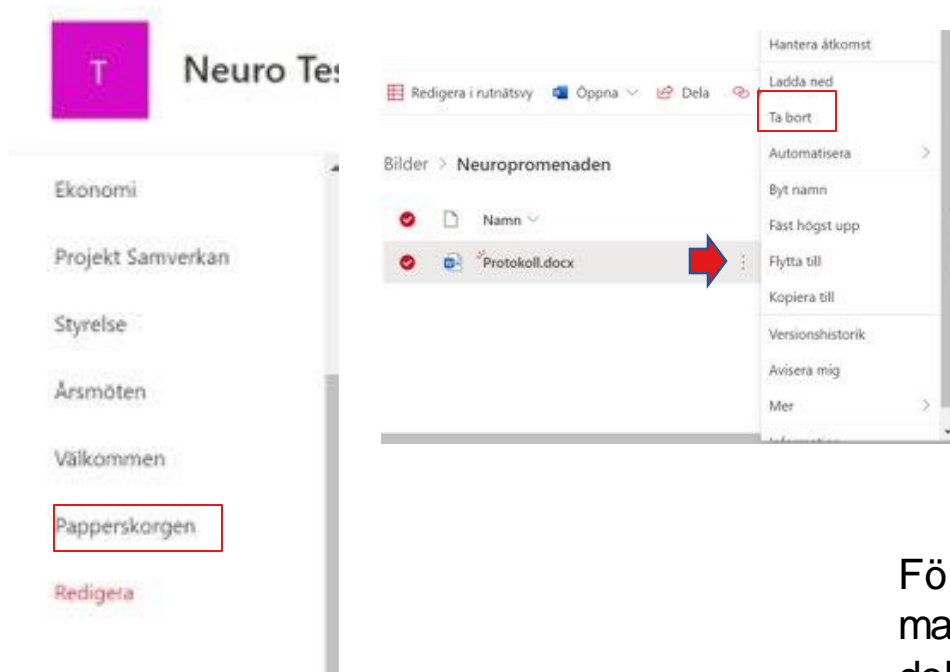 T
Neuro Tes
Ekonomi
Projekt Samverkan
Styrelse
Årsmöten
Välkommen
Papperskorgen
Redigera
Redigera i rutnätsvy Öppna Dela
Bilder > Neuropromenaden
Namn
Protokoll.docx
Hantera åtkomst
Ladda ned
Ta bort
Automatisera
Byt namn
Fäst högst upp
Flytta till
Kopiera till
Versionshistorik
Avisera mig
Mer
Fö
ma